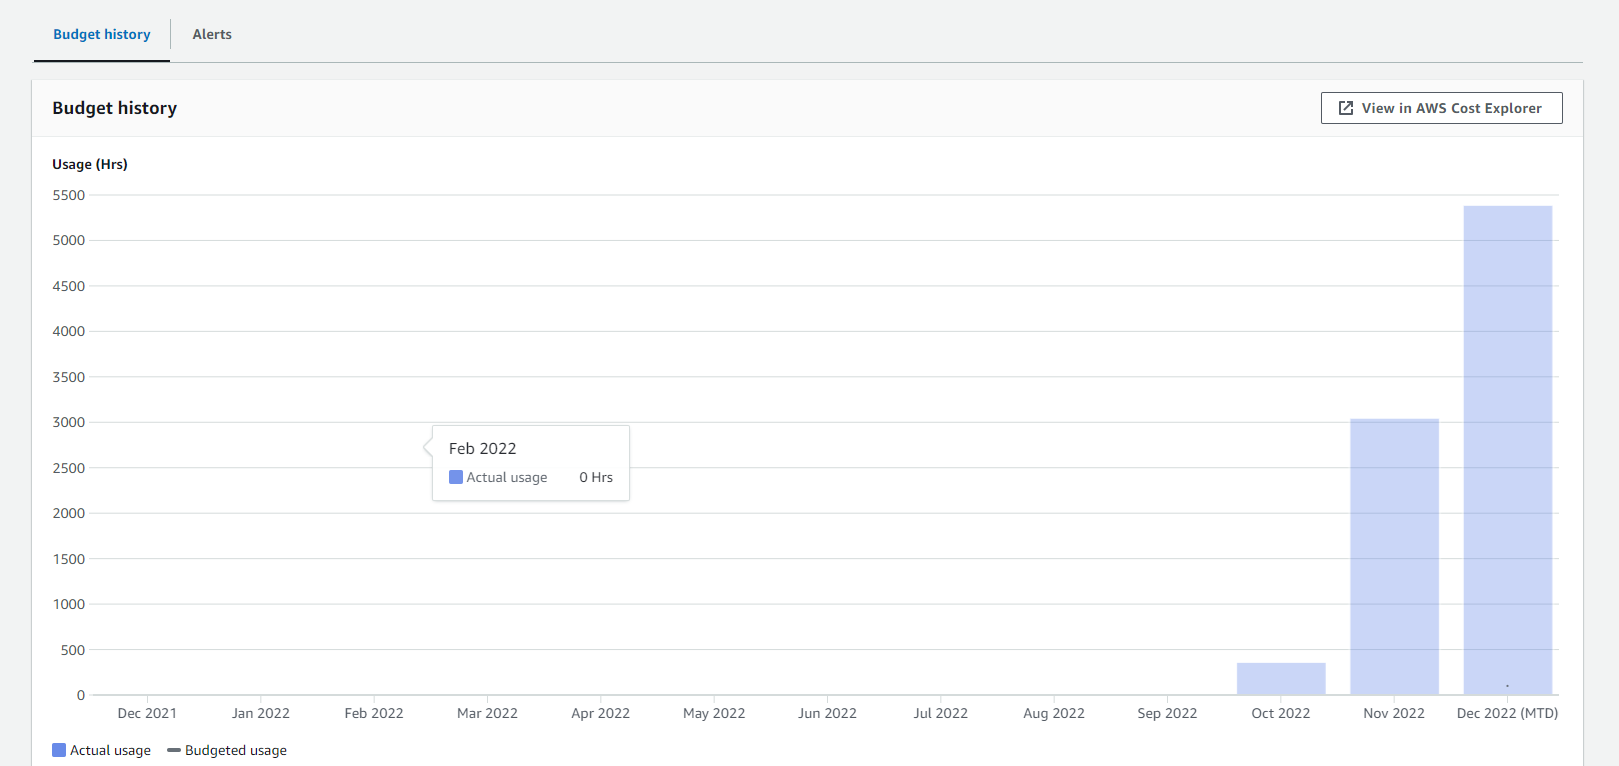 Budget history
Alerts
Budget history
View in AWS Cost Explorer
Usage (Hrs)
5500
5000
4500
4000
3500
3000
2500
2000
1500
1000
500
0
Feb 2022
Actual usage 0 Hrs
Dec 2021 Jan 2022 Feb 2022 Mar 2022 Apr 2022 May 2022 Jun 2022 Jul 2022 Aug 2022 Sep 2022 Oct 2022 Nov 2022 Dec 2022 (MTD)
Actual usage Budgeted usage